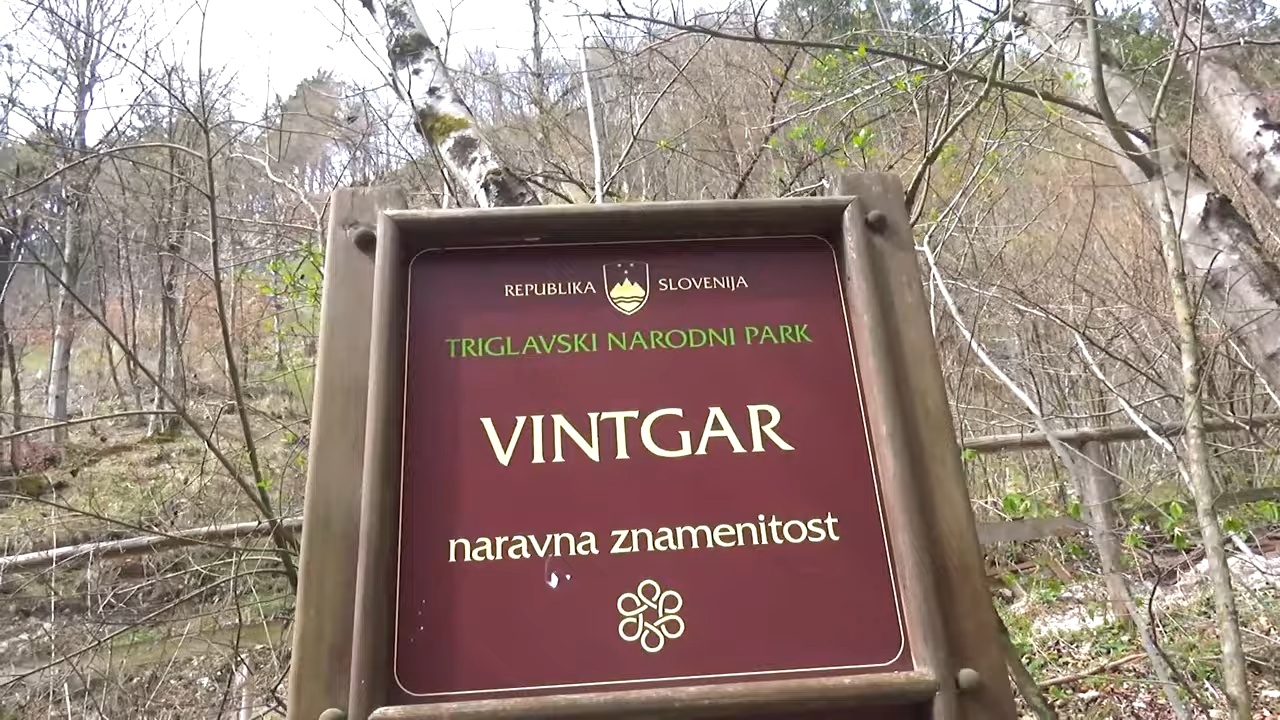 REPUBLIKA SLOVENIJA
TRIGLAVSKI NARODNI PARK
VINTGAR
naravna znamenitost